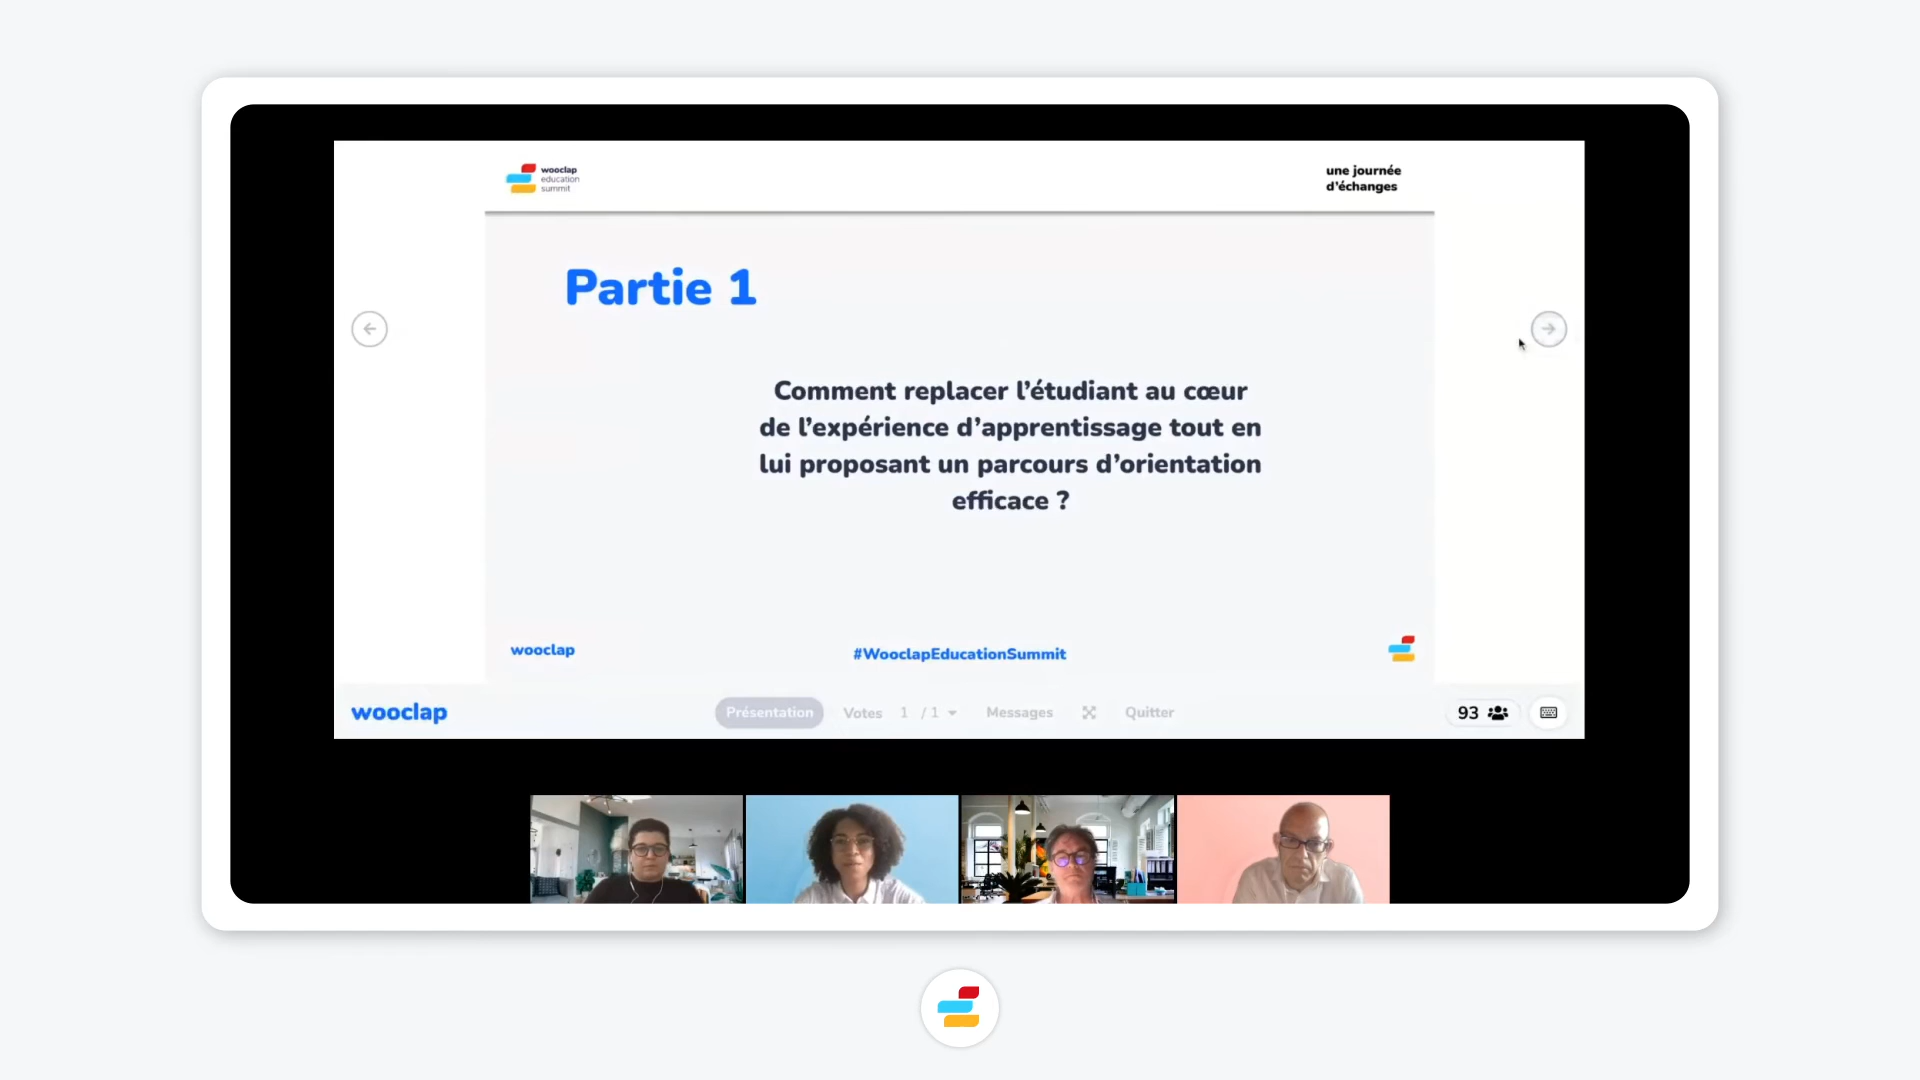 wooclap
education
summit
une journée
d’échanges
Partie 1
Comment replacer l’étudiant au cœur
de l’expérience d’apprentissage tout en
lui proposant un parcours d’orientation
efficace ?
wooclap
#WooclapEducationSummit
wooclap
Présentation
Votes 1 / 1
Messages
Quitter
93